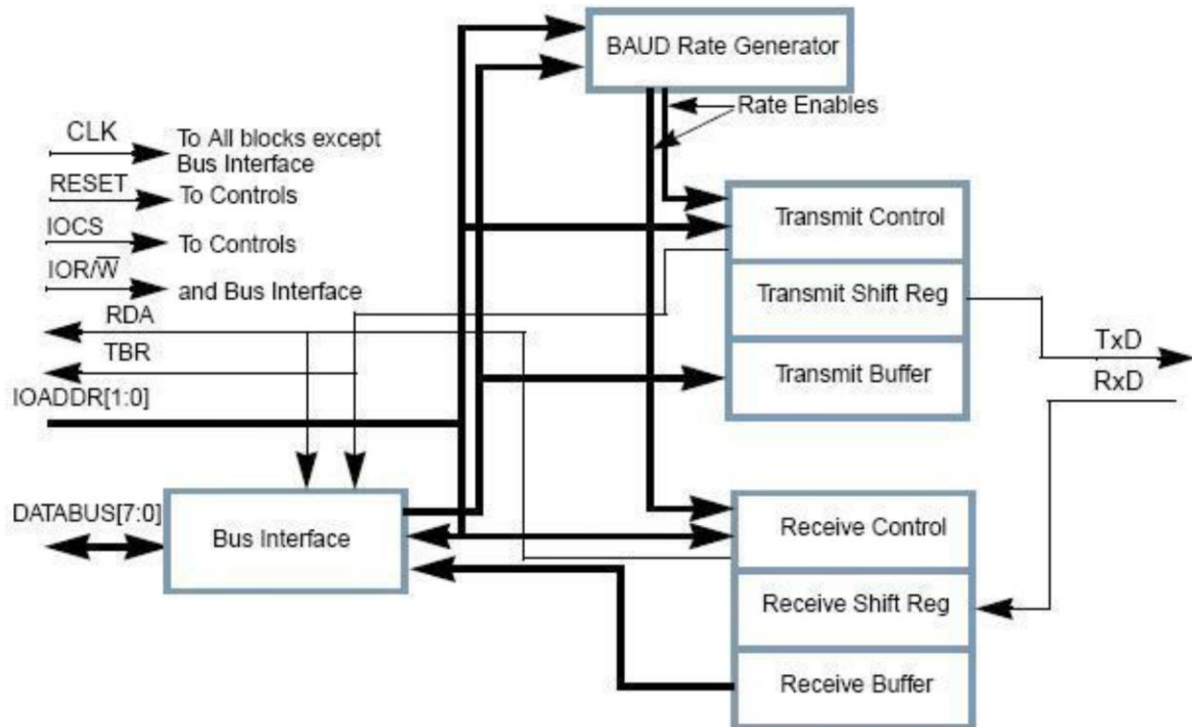 BAUD Rate Generator
Rate Enables
CLK
To All blocks except
Bus Interface
RESET
To Controls
IOCS
To Controls
IOR/W̅
and Bus Interface
RDA
TBR
IOADDR[1:0]
DATABUS[7:0]
Bus Interface
Transmit Control
Transmit Shift Reg
Transmit Buffer
TxD
RxD
Receive Control
Receive Shift Reg
Receive Buffer